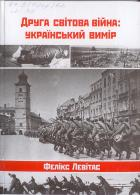 Друга світова війна:
український вимір
Фелікс Левітас